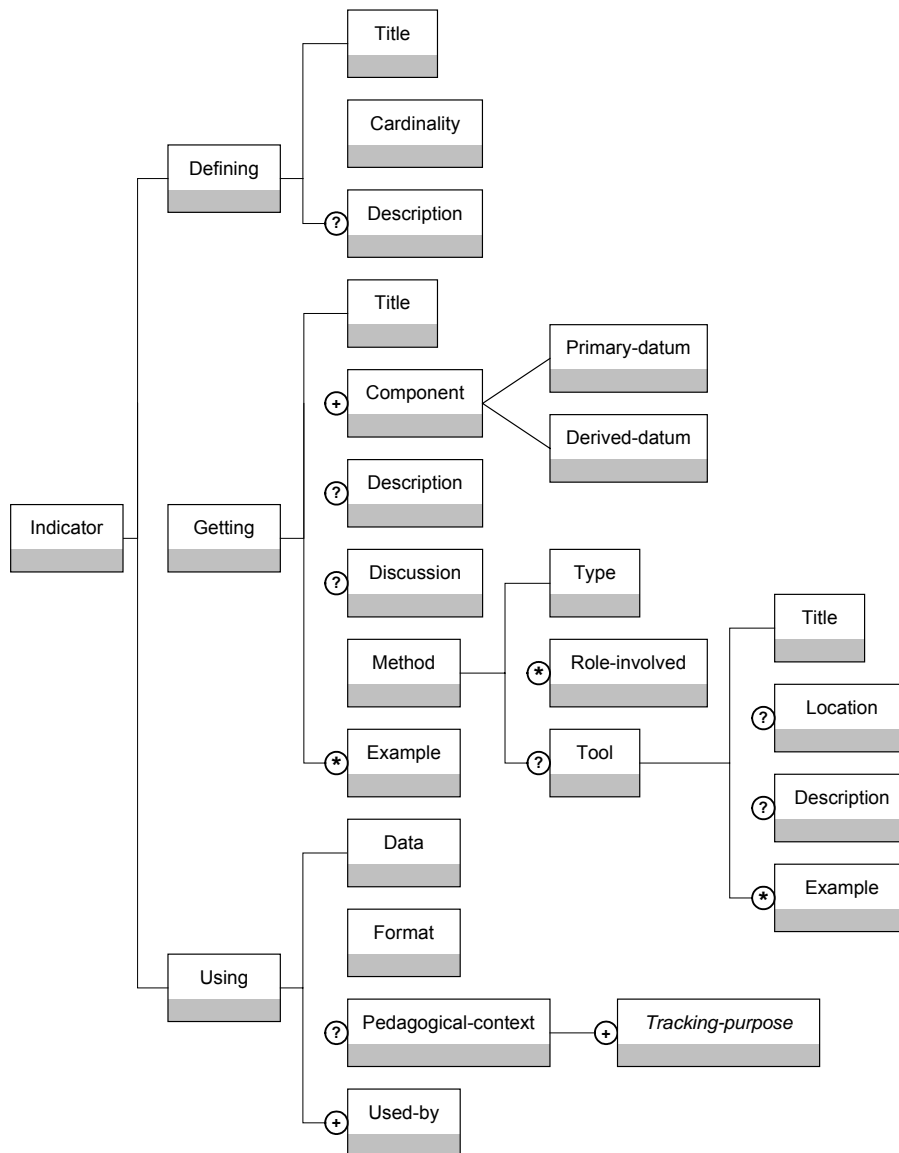 Title
Cardinality
Defining
? Description
Title
Primary-datum
+ Component
Derived-datum
? Description
Indicator
Getting
? Discussion
Type
Title
Method
* Role-involved
? Location
* Example
? Tool
? Description
Data
* Example
Format
Using
? Pedagogical-context
+ Tracking-purpose
+ Used-by